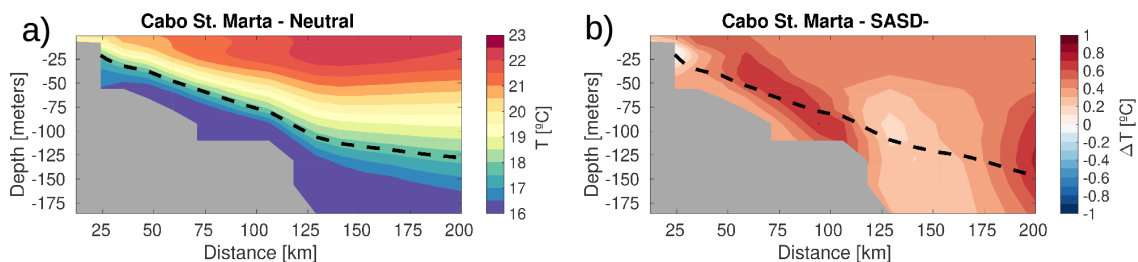 a)
Cabo St. Marta - Neutral
Depth [meters]
-25
-50
-75
-100
-125
-150
-175
25 50 75 100 125 150 175 200
Distance [km]
23
22
21
20
19
18
17
16
T [ºC]
b)
Cabo St. Marta - SASD-
Depth [meters]
-25
-50
-75
-100
-125
-150
-175
25 50 75 100 125 150 175 200
Distance [km]
1
0.8
0.6
0.4
0.2
0
-0.2
-0.4
-0.6
-0.8
-1
Δ T [ºC]